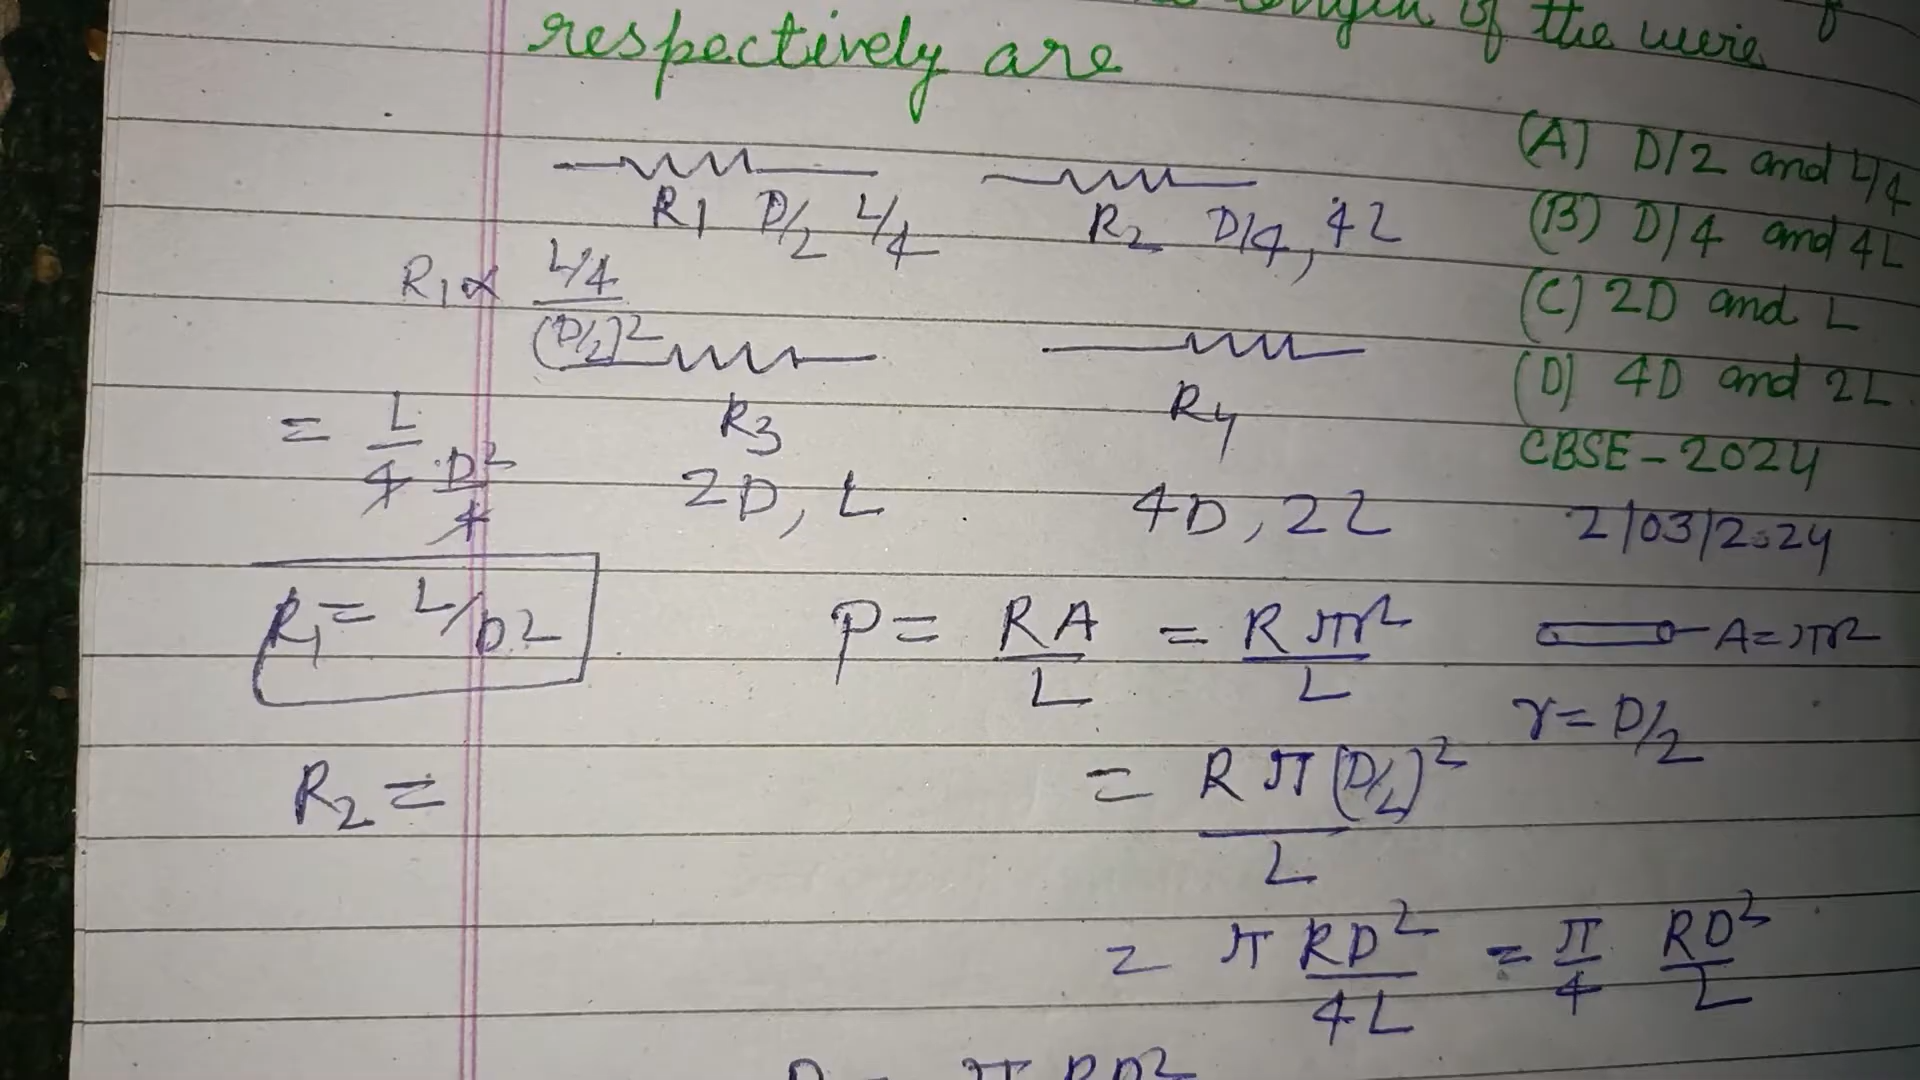 length of the wire
respectively are
(A) D/2 and L/4
(B) D/4 and 4L
(C) 2D and L
(D) 4D and 2L.
CBSE-2024
2/03/2024
R1 D/2 L/4
R2 D/4, 4L
R1∝ L/4
(D/2)²
= L/4 · D²/4
R3
2D, L
R4
4D, 2L
R1 = L/D2
R2 =
ρ = RA/L = Rπr²/L
A=πr²
r=D/2
= Rπ(D/2)²/L
= π RD²/4L = π/4 RD²/L
π RD²